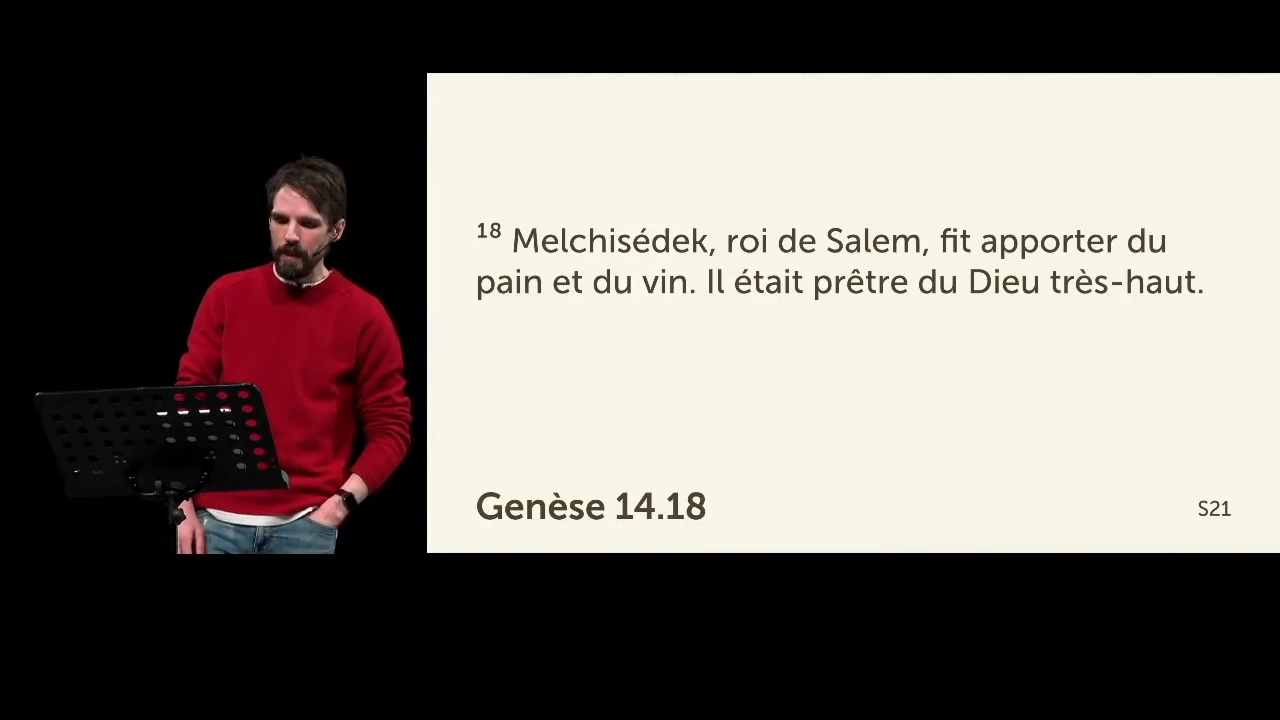 18 Melchisédek, roi de Salem, fit apporter du
pain et du vin. Il était prêtre du Dieu très-haut.
Genèse 14.18
S21